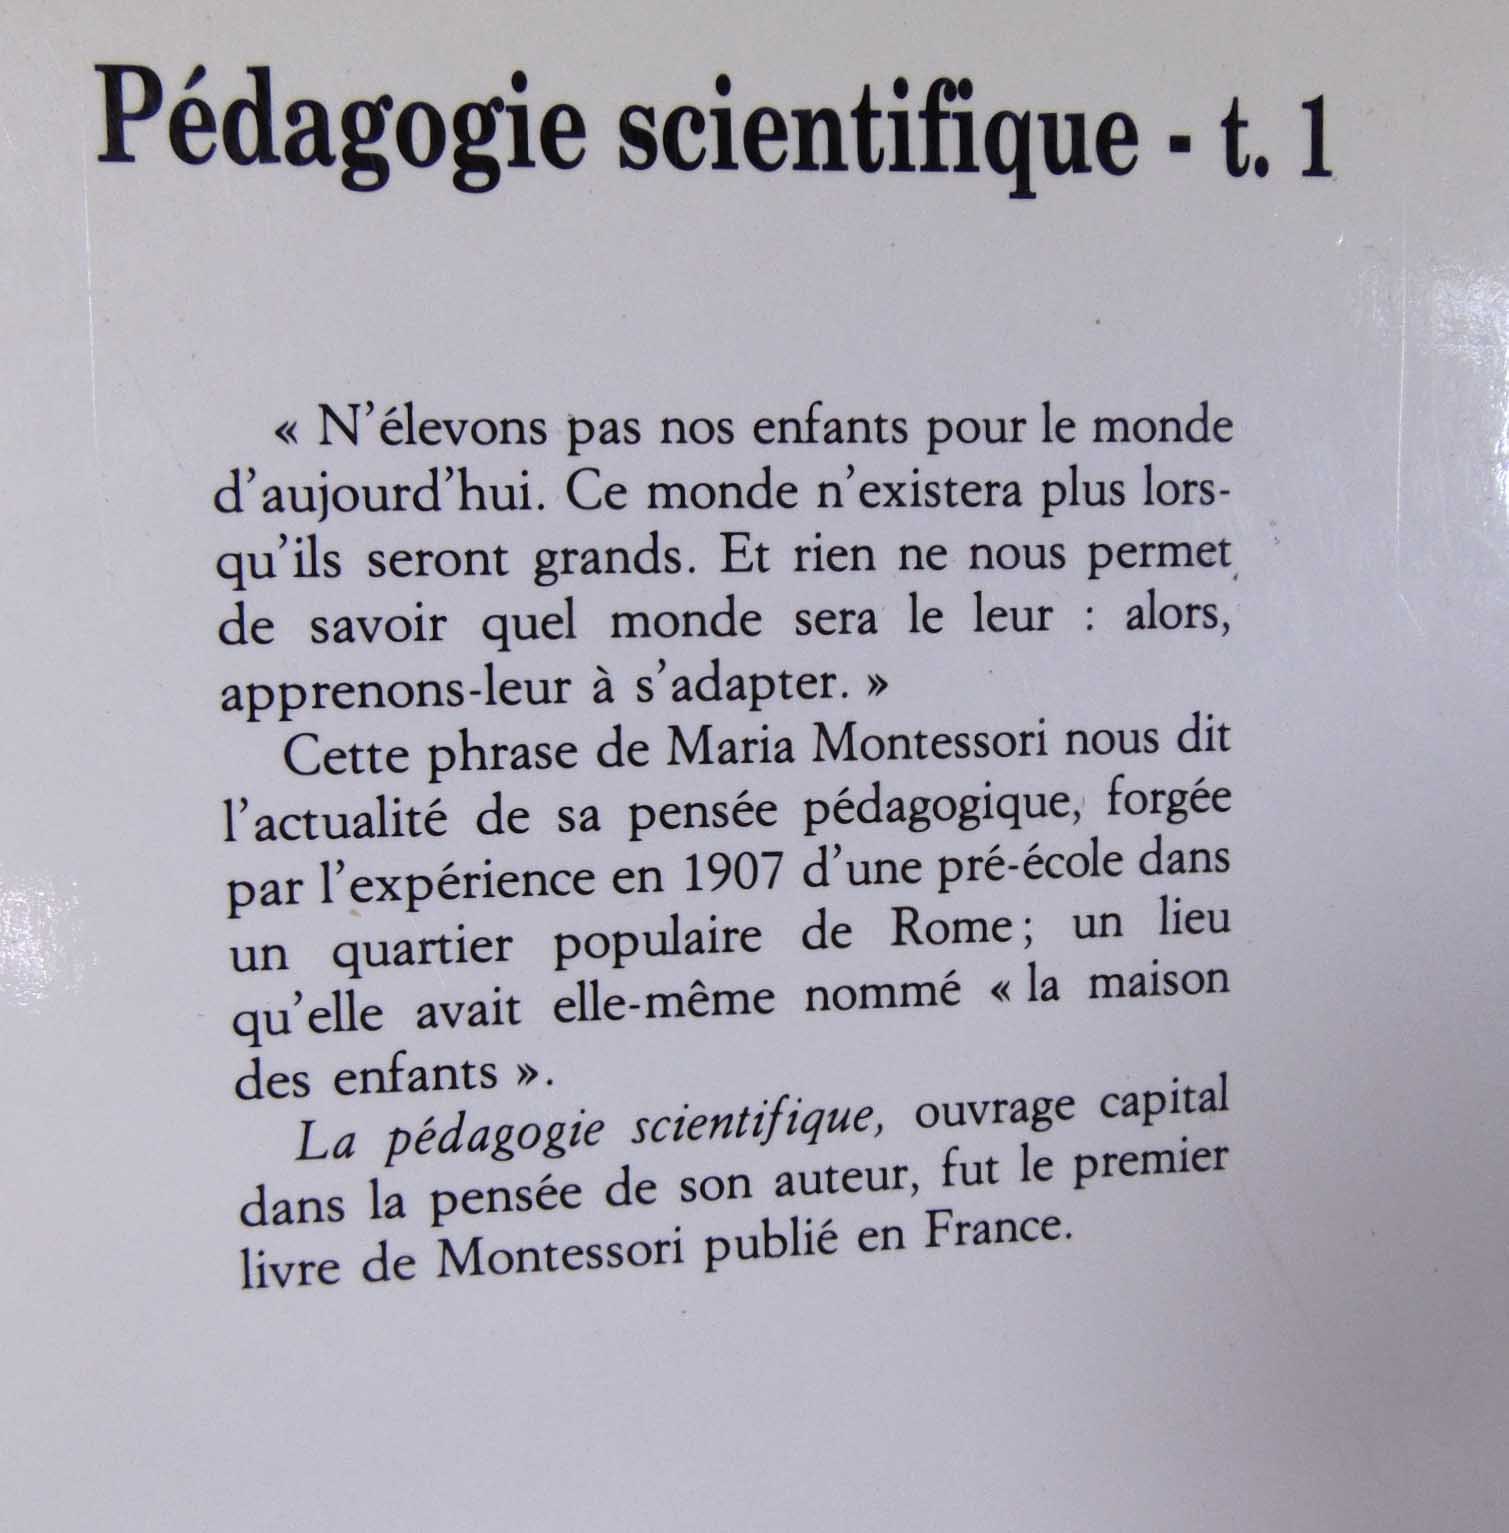 Pédagogie scientifique - t. 1
« N'élevons pas nos enfants pour le monde
d'aujourd'hui. Ce monde n'existera plus lors-
qu'ils seront grands. Et rien ne nous permet
de savoir quel monde sera le leur : alors,
apprenons-leur à s'adapter. »
Cette phrase de Maria Montessori nous dit
l'actualité de sa pensée pédagogique, forgée
par l'expérience en 1907 d'une pré-école dans
un quartier populaire de Rome ; un lieu
qu'elle avait elle-même nommé « la maison
des enfants ».
La pédagogie scientifique, ouvrage capital
dans la pensée de son auteur, fut le premier
livre de Montessori publié en France.